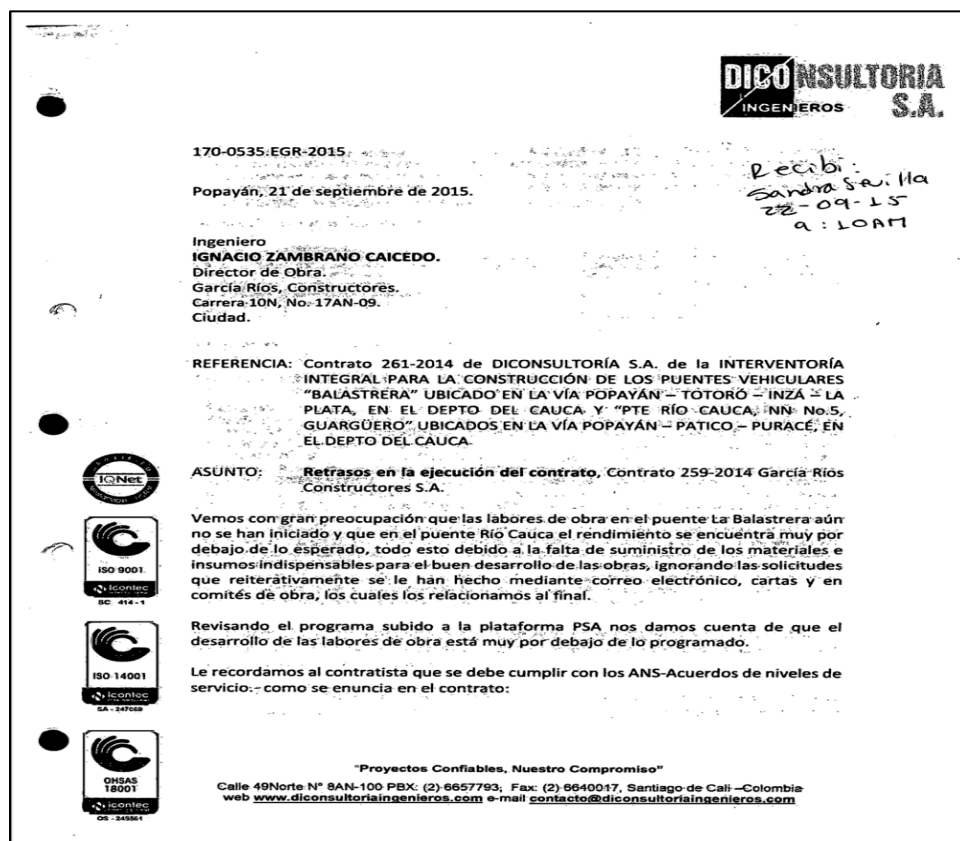 DICONSULTORIA
INGENIEROS S.A.
170-0535-EGR-2015
Recibi:
Sandra
22-09-15
9:10AM
Popayán, 21 de septiembre de 2015.
Ingeniero
IGNACIO ZAMBRANO CAICEDO.
Director de Obra.
García Ríos, Constructores.
Carrera 10N, No. 17AN-09.
Ciudad.
REFERENCIA: Contrato 261-2014 de DICONSULTORÍA S.A. de la INTERVENTORÍA
INTEGRAL PARA LA CONSTRUCCIÓN DE LOS PUENTES VEHICULARES
"BALASTRERA" UBICADO EN LA VÍA POPAYÁN – TOTORÓ – INZÁ – LA
PLATA, EN EL DEPTO DEL CAUCA Y "PTE RÍO CAUCA, NN No.5,
GUARGÜERO" UBICADOS EN LA VÍA POPAYÁN – PATICO – PURACÉ, EN
EL DEPTO DEL CAUCA
ASUNTO: Retrasos en la ejecución del contrato, Contrato 259-2014 García Ríos
Constructores S.A.
Vemos con gran preocupación que las labores de obra en el puente La Balastrera aún
no se han iniciado y que en el puente Río Cauca el rendimiento se encuentra muy por
debajo de lo esperado, todo esto debido a la falta de suministro de los materiales e
insumos indispensables para el buen desarrollo de las obras, ignorando las solicitudes
que reiterativamente se le han hecho mediante correo electrónico, cartas y en
comités de obra, los cuales los relacionamos al final.
Revisando el programa subido a la plataforma PSA nos damos cuenta de que el
desarrollo de las labores de obra está muy por debajo de lo programado.
Le recordamos al contratista que se debe cumplir con los ANS-Acuerdos de niveles de
servicio.-como se enuncia en el contrato:
IQNet
ISO 9001
icontec
SC 414-1
ISO 14001
icontec
SA - 247069
OHSAS
18001
icontec
OS - 245561
"Proyectos Confiables, Nuestro Compromiso"
Calle 49Norte N° 8AN-100 PBX: (2) 6657793; Fax: (2) 6640017, Santiago de Cali –Colombia
web www.diconsultoriaingenieros.com e-mail contacto@diconsultoriaingenieros.com